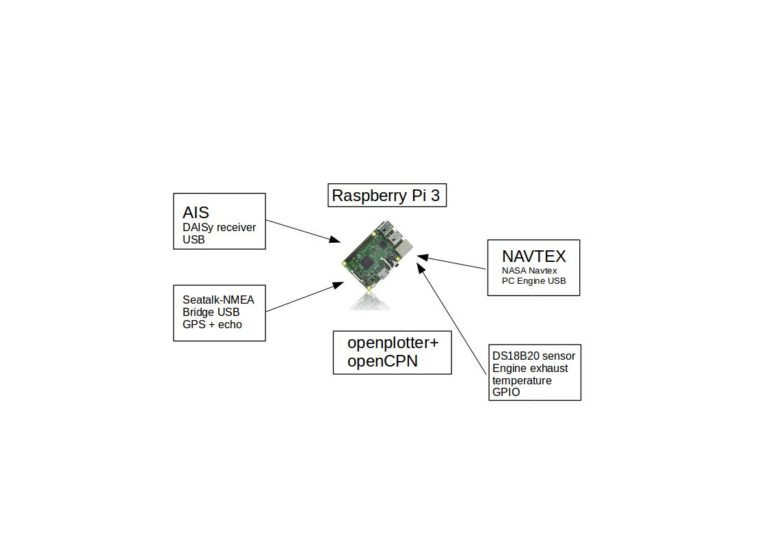 Raspberry Pi 3
AIS
DAISy receiver
USB
Seatalk-NMEA
Bridge USB
GPS + echo
openplotter+
openCPN
NAVTEX
NASA Navtex
PC Engine USB
DS18B20 sensor
Engine exhaust
temperature
GPIO